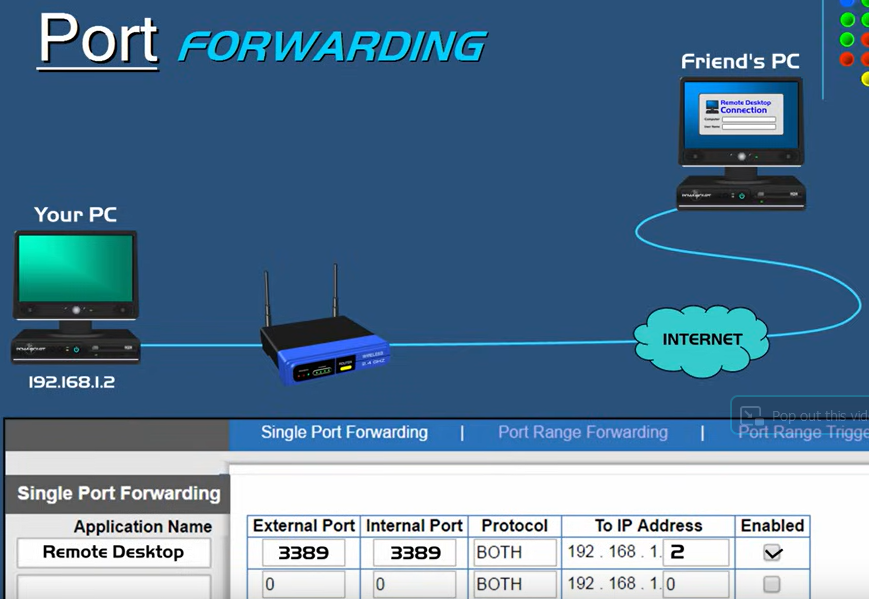 Port FORWARDING
Friend's PC
Remote Desktop
Connection
Computer
User Name
Your PC
INTERNET
192.168.1.2
Pop out this vid
Single Port Forwarding | Port Range Forwarding | Port Range Trigge
Single Port Forwarding
Application Name External Port Internal Port Protocol To IP Address Enabled
Remote Desktop 3389 3389 BOTH 192 . 168 . 1. 2
0 0 BOTH 192 . 168 . 1. 0